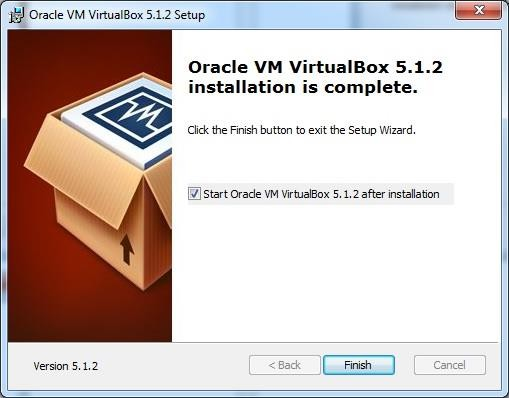 Oracle VM VirtualBox 5.1.2 Setup
Oracle VM VirtualBox 5.1.2
installation is complete.
Click the Finish button to exit the Setup Wizard.
Start Oracle VM VirtualBox 5.1.2 after installation
Version 5.1.2
< Back
Finish
Cancel